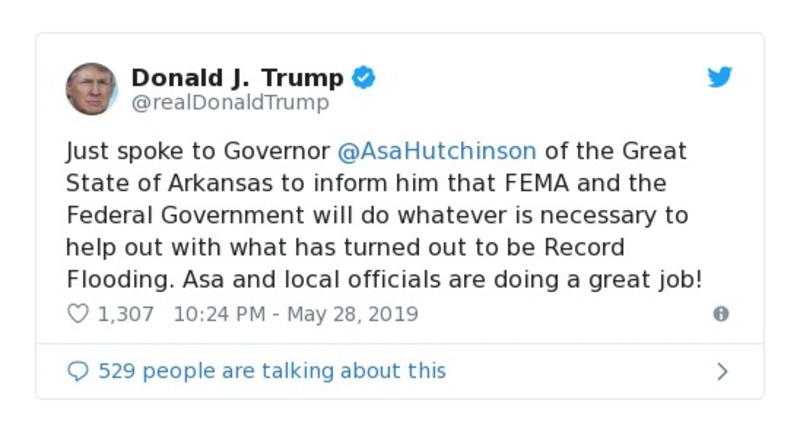 Donald J. Trump
@realDonaldTrump
Just spoke to Governor @AsaHutchinson of the Great
State of Arkansas to inform him that FEMA and the
Federal Government will do whatever is necessary to
help out with what has turned out to be Record
Flooding. Asa and local officials are doing a great job!
1,307 10:24 PM - May 28, 2019
529 people are talking about this